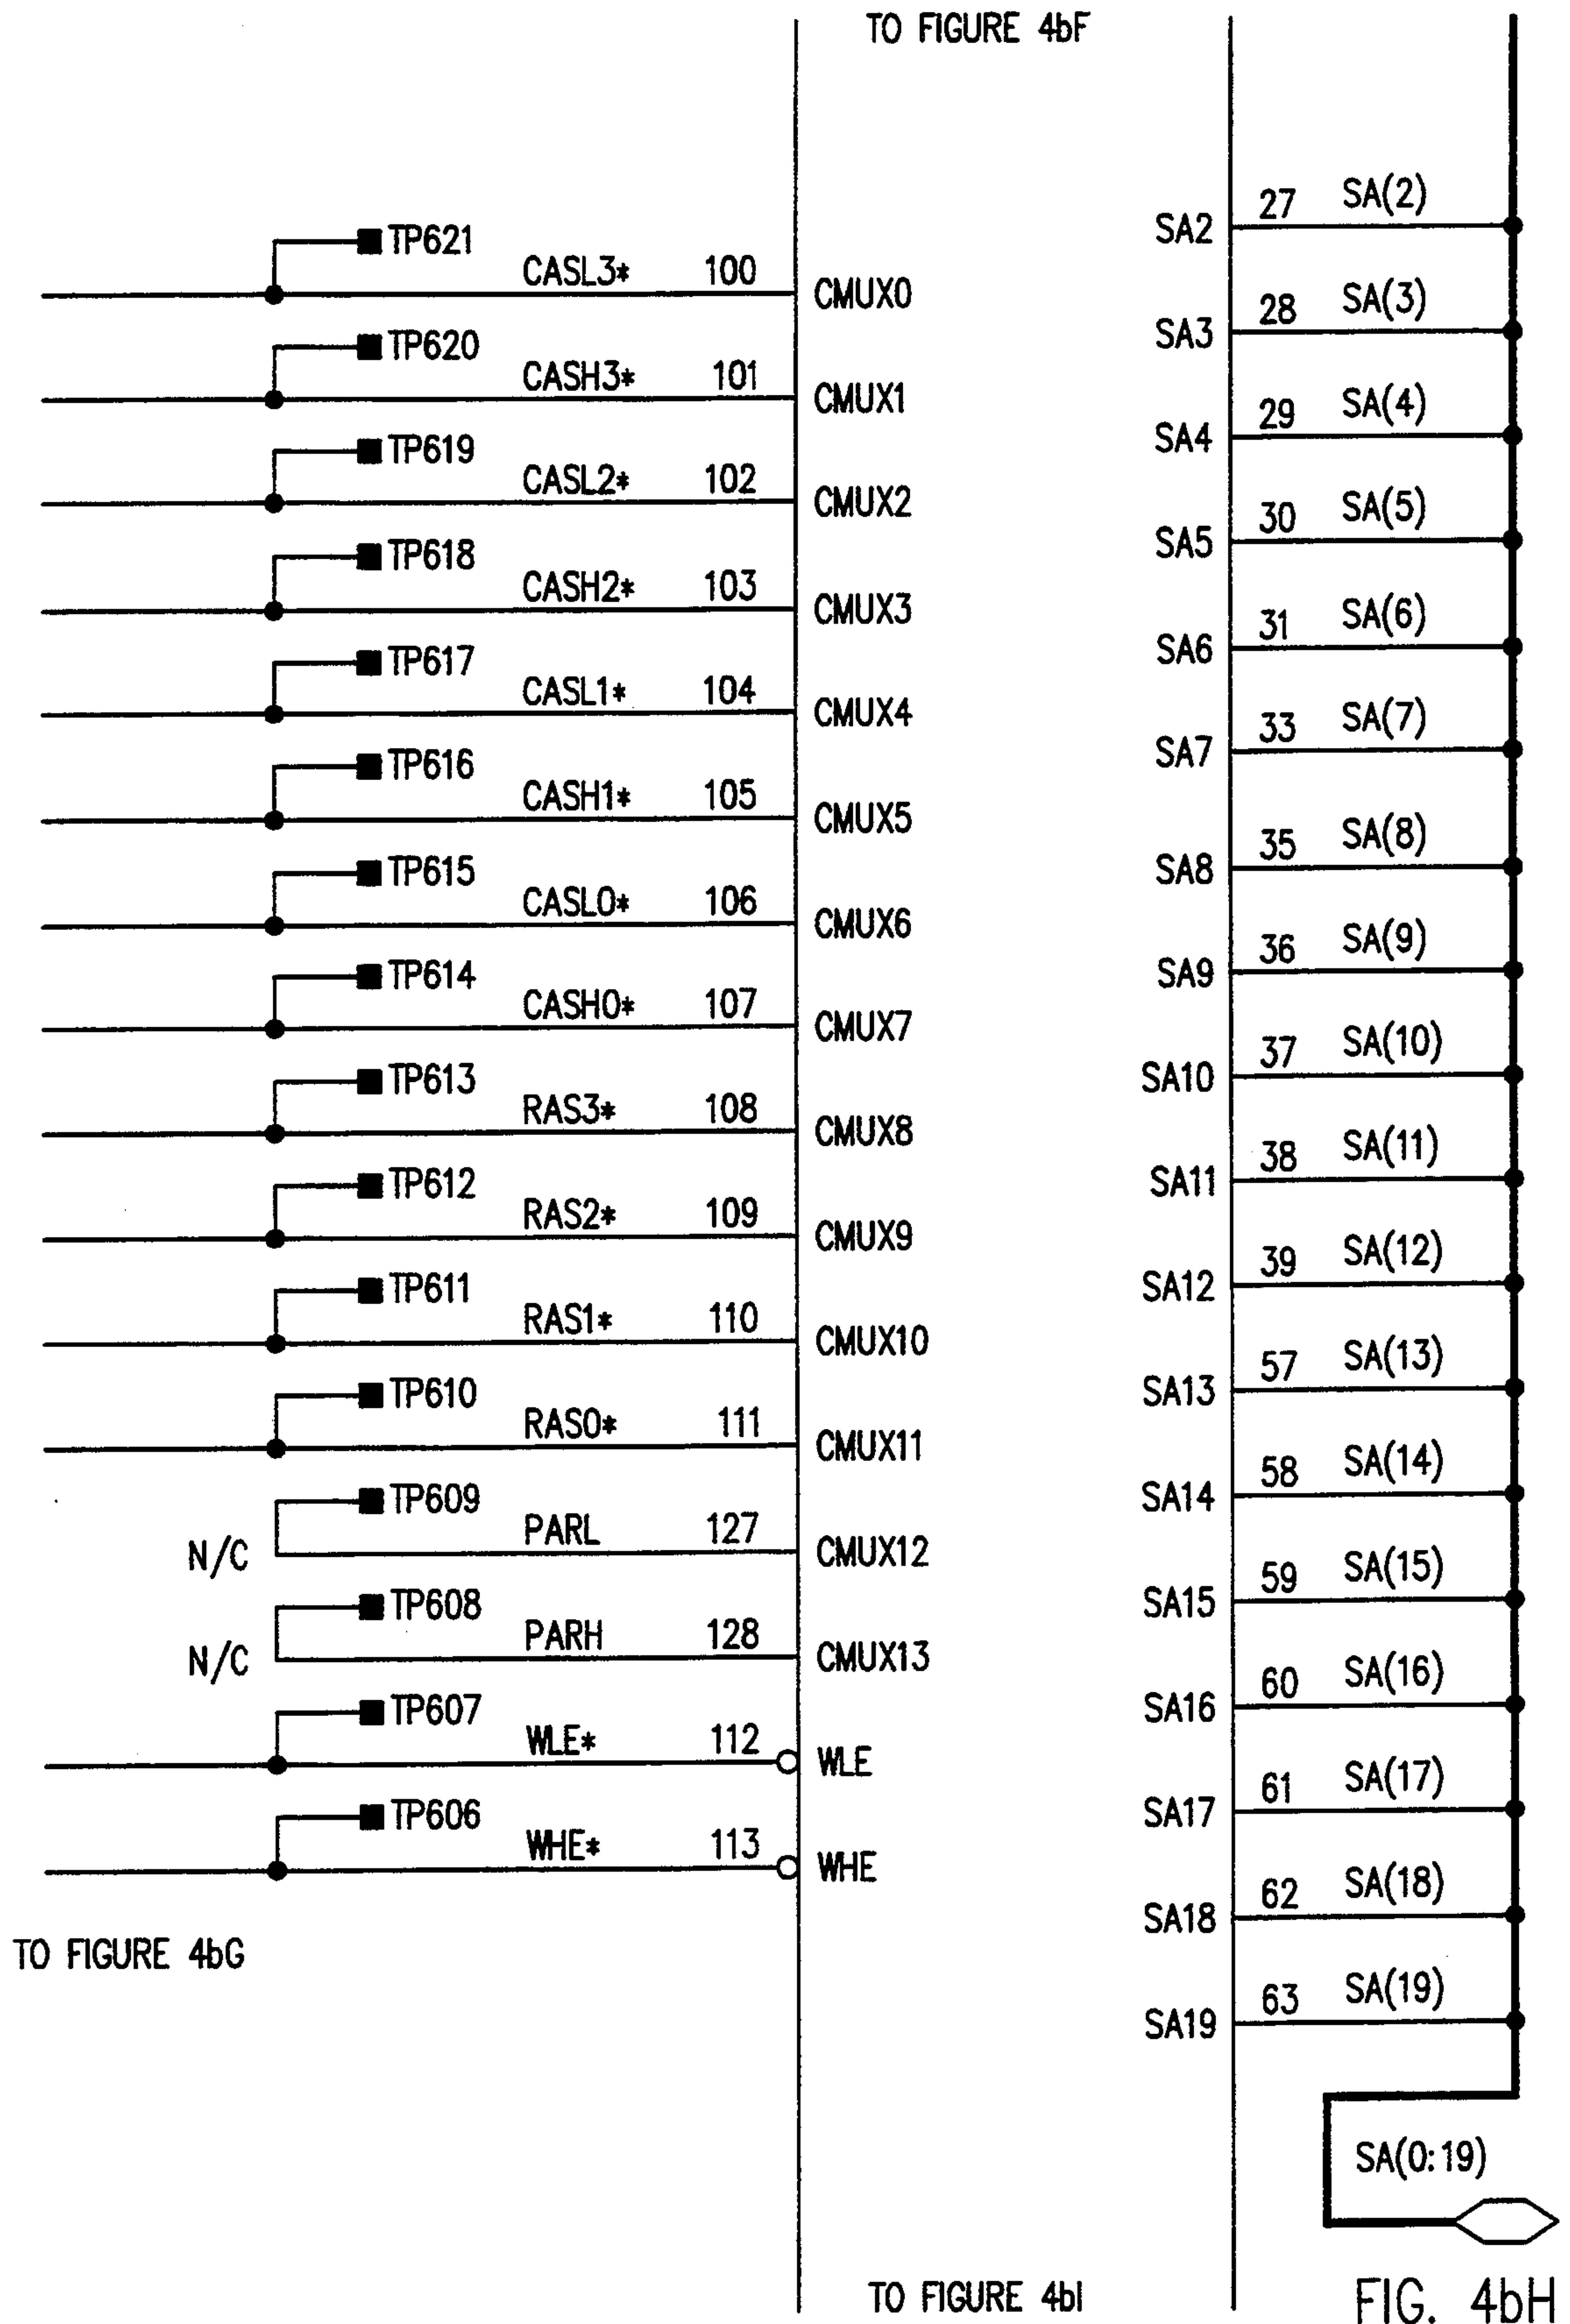 TO FIGURE 4bF
TP621
CASL3* 100 CMUX0
TP620
CASH3* 101 CMUX1
TP619
CASL2* 102 CMUX2
TP618
CASH2* 103 CMUX3
TP617
CASL1* 104 CMUX4
TP616
CASH1* 105 CMUX5
TP615
CASL0* 106 CMUX6
TP614
CASH0* 107 CMUX7
TP613
RAS3* 108 CMUX8
TP612
RAS2* 109 CMUX9
TP611
RAS1* 110 CMUX10
TP610
RAS0* 111 CMUX11
TP609
N/C PARL 127 CMUX12
TP608
N/C PARH 128 CMUX13
TP607
WLE* 112 WLE
TP606
WHE* 113 WHE
TO FIGURE 4bG
SA2 27 SA(2)
SA3 28 SA(3)
SA4 29 SA(4)
SA5 30 SA(5)
SA6 31 SA(6)
SA7 33 SA(7)
SA8 35 SA(8)
SA9 36 SA(9)
SA10 37 SA(10)
SA11 38 SA(11)
SA12 39 SA(12)
SA13 57 SA(13)
SA14 58 SA(14)
SA15 59 SA(15)
SA16 60 SA(16)
SA17 61 SA(17)
SA18 62 SA(18)
SA19 63 SA(19)
SA(0:19)
TO FIGURE 4bI
FIG. 4bH